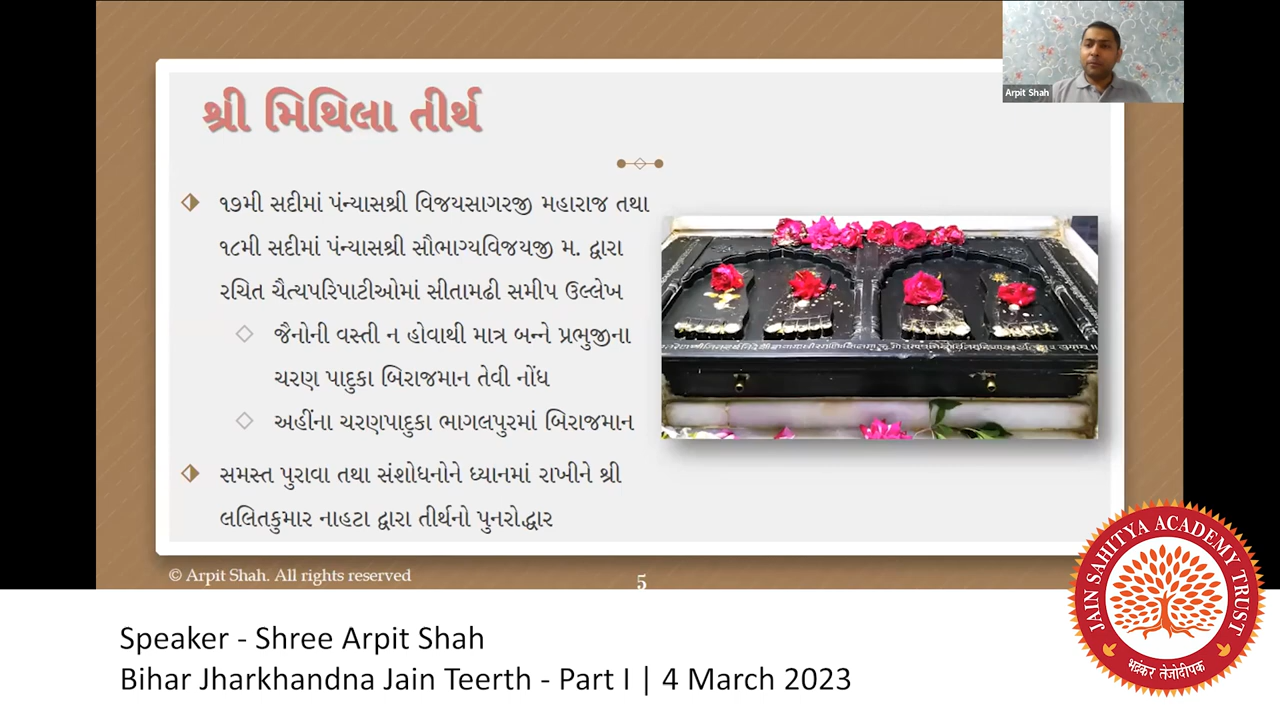 Arpit Shah
શ્રી મિથિલા તીર્થ
૧૭મી સદીમાં પંન્યાસશ્રી વિજયસાગરજી મહારાજ તથા
૧૮મી સદીમાં પંન્યાસશ્રી સૌભાગ્યવિજયજી મ. દ્વારા
રચિત ચૈત્યપરિપાટીઓમાં સીતામઢી સમીપ ઉલ્લેખ
જૈનોની વસ્તી ન હોવાથી માત્ર બન્ને પ્રભુજીના
ચરણ પાદુકા બિરાજમાન તેવી નોંધ
અહીંના ચરણપાદુકા ભાગલપુરમાં બિરાજમાન
સમસ્ત પુરાવા તથા સંશોધનોને ધ્યાનમાં રાખીને શ્રી
લલિતકુમાર નાહટા દ્વારા તીર્થનો પુનરોદ્ધાર
© Arpit Shah. All rights reserved
5
JAIN SAHITYA ACADEMY TRUST
भद्रंकर तेजोदीपक
Speaker - Shree Arpit Shah
Bihar Jharkhandna Jain Teerth - Part I | 4 March 2023